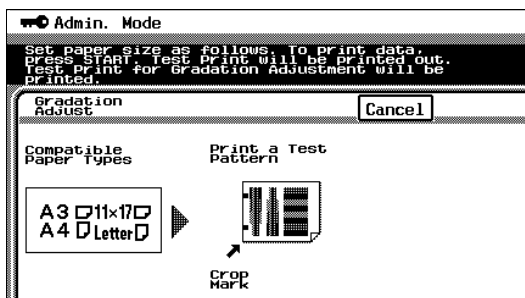 Admin. Mode
Set paper size as follows. To print data,
press START. Test Print will be printed out.
Test Print for Gradation Adjustment will be
printed.
Gradation
Adjust
Cancel
Compatible
Paper Types
Print a Test
Pattern
A3 11×17
A4 Letter
Crop
Mark